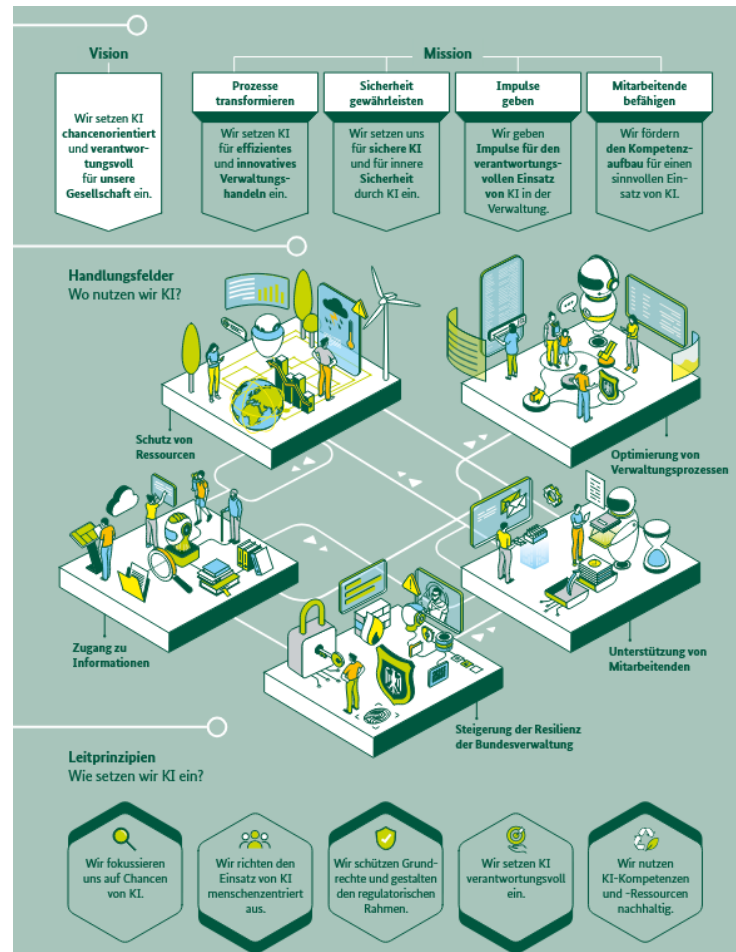 Vision
Wir setzen KI
chancenorientiert
und verantwor-
tungsvoll
für unsere
Gesellschaft ein.
Mission
Prozesse
transformieren
Wir setzen KI
für effizientes
und innovatives
Verwaltungs-
handeln ein.
Sicherheit
gewährleisten
Wir setzen uns
für sichere KI
und für innere
Sicherheit
durch KI ein.
Impulse
geben
Wir geben
Impulse für den
verantwortungs-
vollen Einsatz
von KI in der
Verwaltung.
Mitarbeitende
befähigen
Wir fördern
den Kompetenz-
aufbau für einen
sinnvollen Ein-
satz von KI.
Handlungsfelder
Wo nutzen wir KI?
Schutz von
Ressourcen
Optimierung von
Verwaltungsprozessen
Zugang zu
Informationen
Unterstützung von
Mitarbeitenden
Steigerung der Resilienz
der Bundesverwaltung
Leitprinzipien
Wie setzen wir KI ein?
Wir fokussieren
uns auf Chancen
von KI.
Wir richten den
Einsatz von KI
menschenzentriert
aus.
Wir schützen Grund-
rechte und gestalten
den regulatorischen
Rahmen.
Wir setzen KI
verantwortungsvoll
ein.
Wir nutzen
KI-Kompetenzen
und -Ressourcen
nachhaltig.